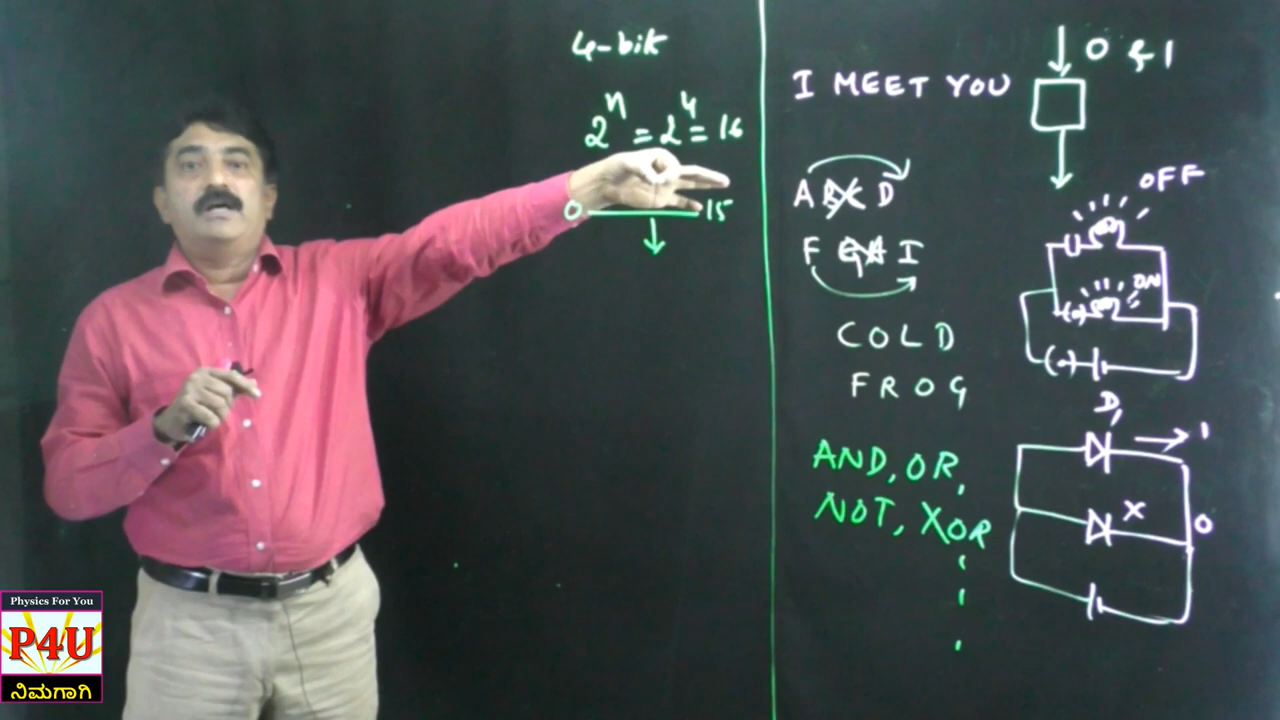 4-bit
2^n = 2^4 = 16
0 15
I MEET YOU
0 & 1
A B C D
F G H I
COLD
FROG
AND, OR,
NOT, XOR
OFF
ON
D,
1
X
0
Physics For You
P4U
ನಿಮಗಾಗಿ